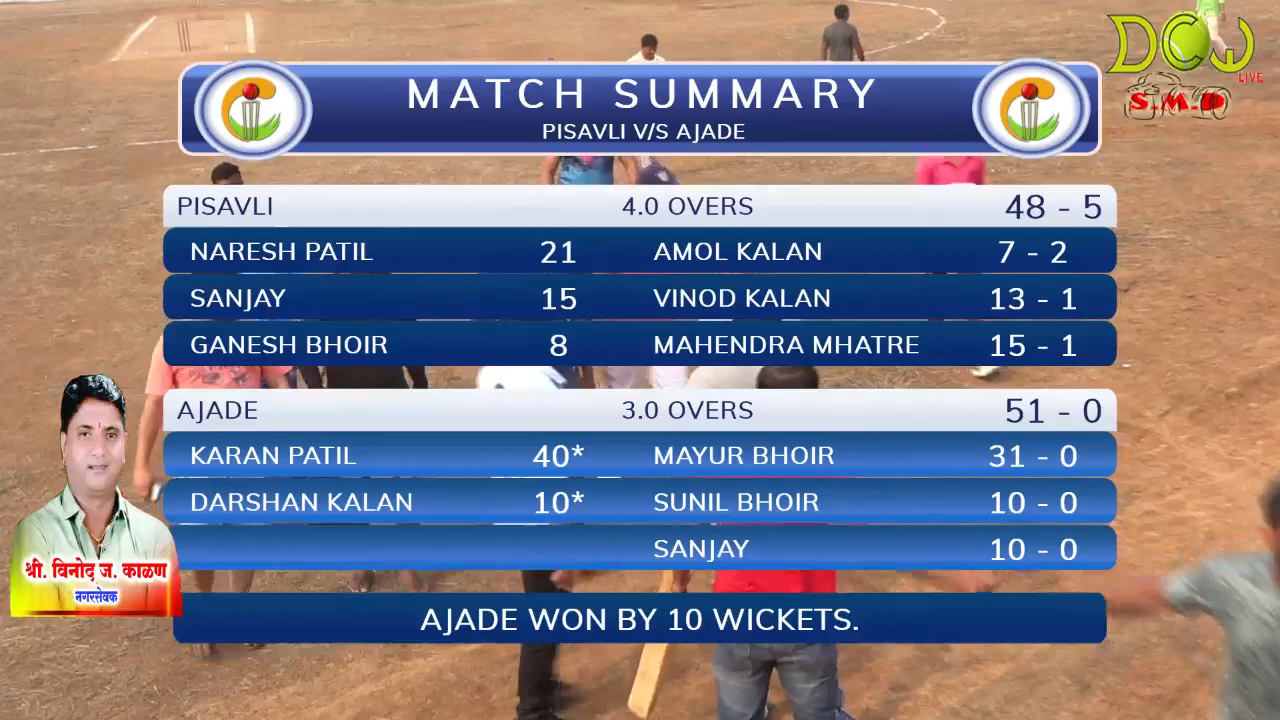 DCW
LIVE
S.M.D
MATCH SUMMARY
PISAVLI V/S AJADE
PISAVLI 4.0 OVERS 48 - 5
NARESH PATIL 21 AMOL KALAN 7 - 2
SANJAY 15 VINOD KALAN 13 - 1
GANESH BHOIR 8 MAHENDRA MHATRE 15 - 1
AJADE 3.0 OVERS 51 - 0
KARAN PATIL 40* MAYUR BHOIR 31 - 0
DARSHAN KALAN 10* SUNIL BHOIR 10 - 0
SANJAY 10 - 0
श्री. विनोद ज. काळण
नगरसेवक
AJADE WON BY 10 WICKETS.